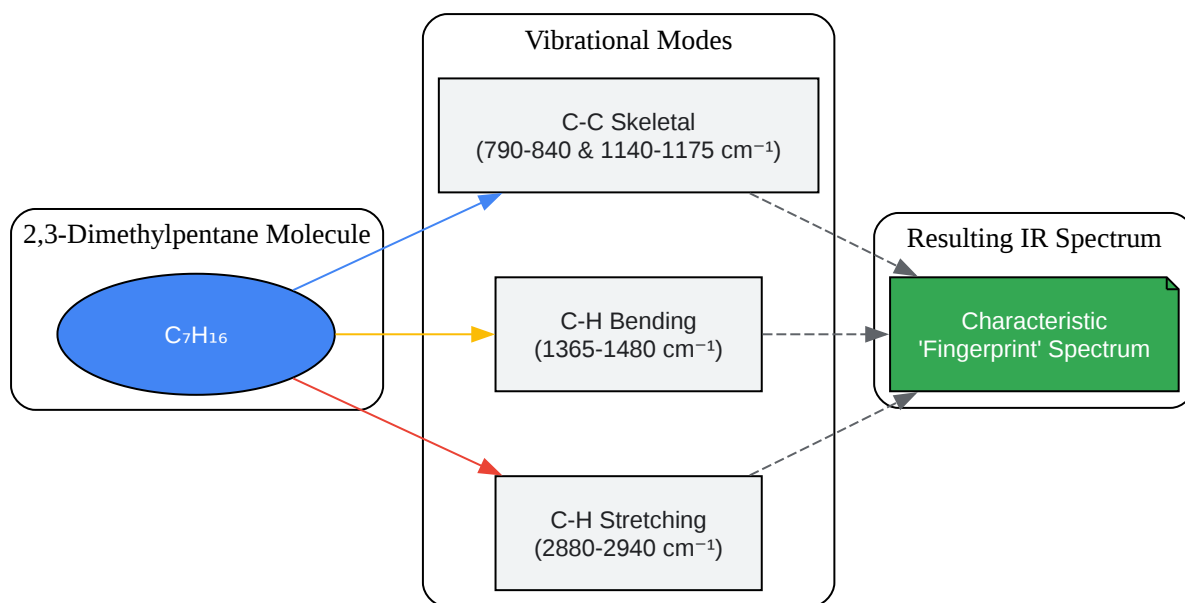 Vibrational Modes
C-C Skeletal
(790-840 & 1140-1175 cm⁻¹)
2,3-Dimethylpentane Molecule
C₇H₁₆
C-H Bending
(1365-1480 cm⁻¹)
C-H Stretching
(2880-2940 cm⁻¹)
Resulting IR Spectrum
Characteristic
'Fingerprint' Spectrum